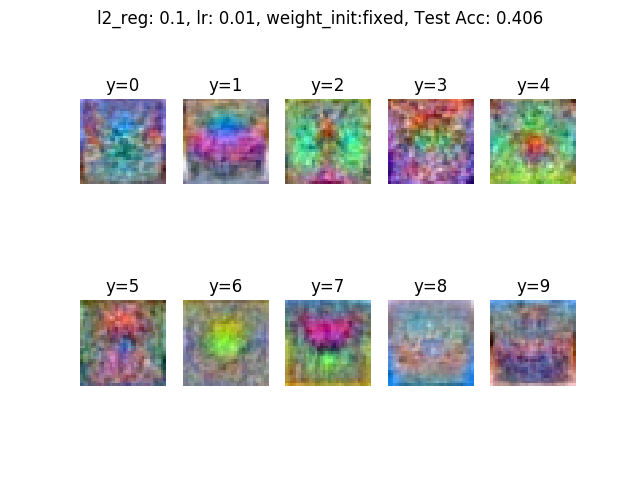 l2_reg: 0.1, lr: 0.01, weight_init:fixed, Test Acc: 0.406
y=0 y=1 y=2 y=3 y=4
y=5 y=6 y=7 y=8 y=9